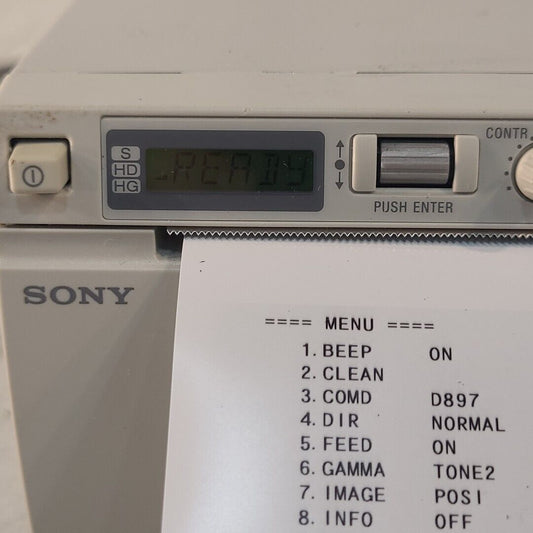 CONTR
S
HD
HG
READY
PUSH ENTER
SONY
==== MENU ====
1. BEEP ON
2. CLEAN
3. COMD D897
4. DIR NORMAL
5. FEED ON
6. GAMMA TONE2
7. IMAGE POSI
8. INFO OFF